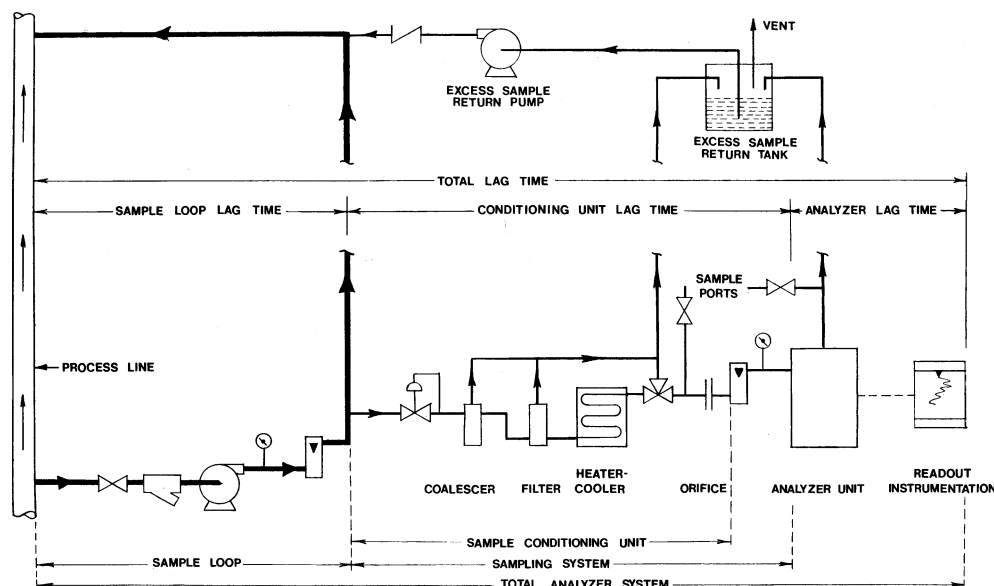 VENT
EXCESS SAMPLE
RETURN PUMP
EXCESS SAMPLE
RETURN TANK
TOTAL LAG TIME
SAMPLE LOOP LAG TIME
CONDITIONING UNIT LAG TIME
ANALYZER LAG TIME
SAMPLE
PORTS
PROCESS LINE
COALESCER
FILTER
HEATER-
COOLER
ORIFICE
ANALYZER UNIT
READOUT
INSTRUMENTATION
SAMPLE CONDITIONING UNIT
SAMPLE LOOP
SAMPLING SYSTEM
TOTAL ANALYZER SYSTEM